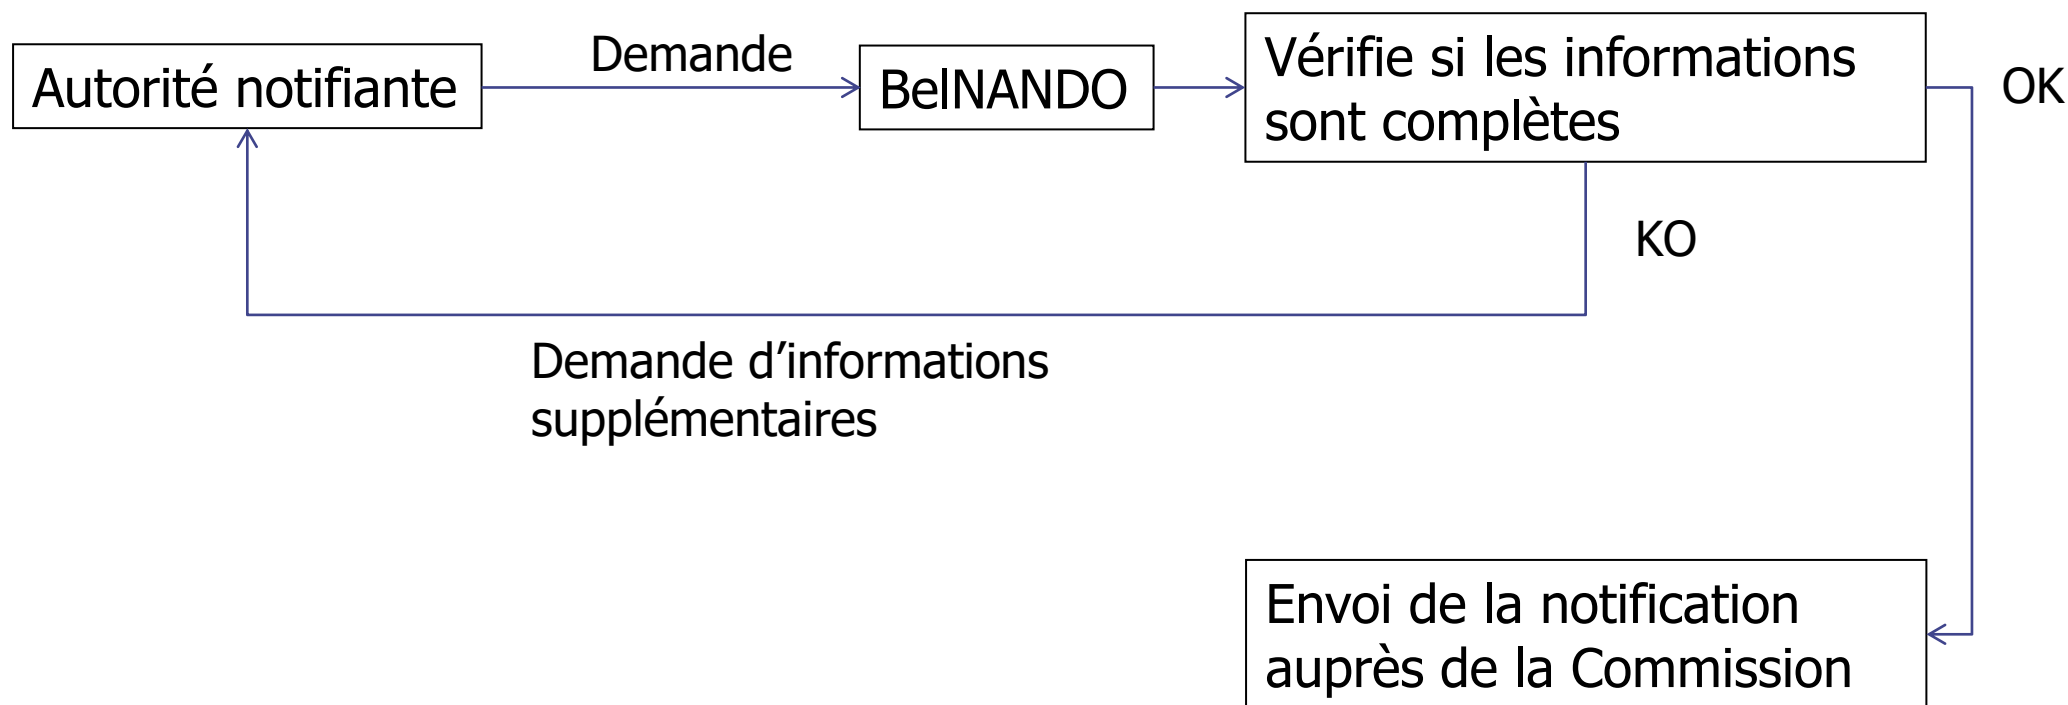 Autorité notifiante
Demande
BelNANDO
Vérifie si les informations
sont complètes
OK
KO
Demande d’informations
supplémentaires
Envoi de la notification
auprès de la Commission